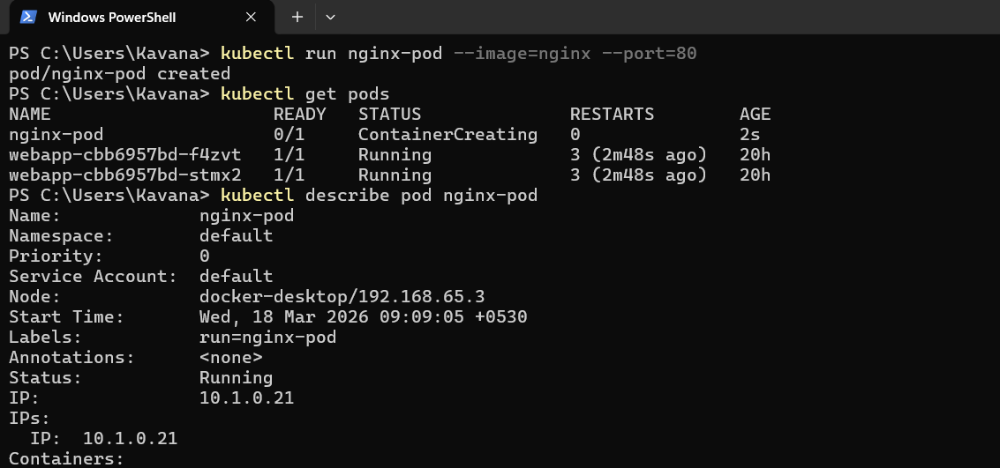 Windows PowerShell
PS C:\Users\Kavana> kubectl run nginx-pod --image=nginx --port=80
pod/nginx-pod created
PS C:\Users\Kavana> kubectl get pods
NAME                     READY   STATUS              RESTARTS        AGE
nginx-pod                0/1     ContainerCreating   0               2s
webapp-cbb6957bd-f4zvt   1/1     Running             3 (2m48s ago)   20h
webapp-cbb6957bd-stmx2   1/1     Running             3 (2m48s ago)   20h
PS C:\Users\Kavana> kubectl describe pod nginx-pod
Name:             nginx-pod
Namespace:        default
Priority:         0
Service Account:  default
Node:             docker-desktop/192.168.65.3
Start Time:       Wed, 18 Mar 2026 09:09:05 +0530
Labels:           run=nginx-pod
Annotations:      <none>
Status:           Running
IP:               10.1.0.21
IPs:
  IP:  10.1.0.21
Containers: